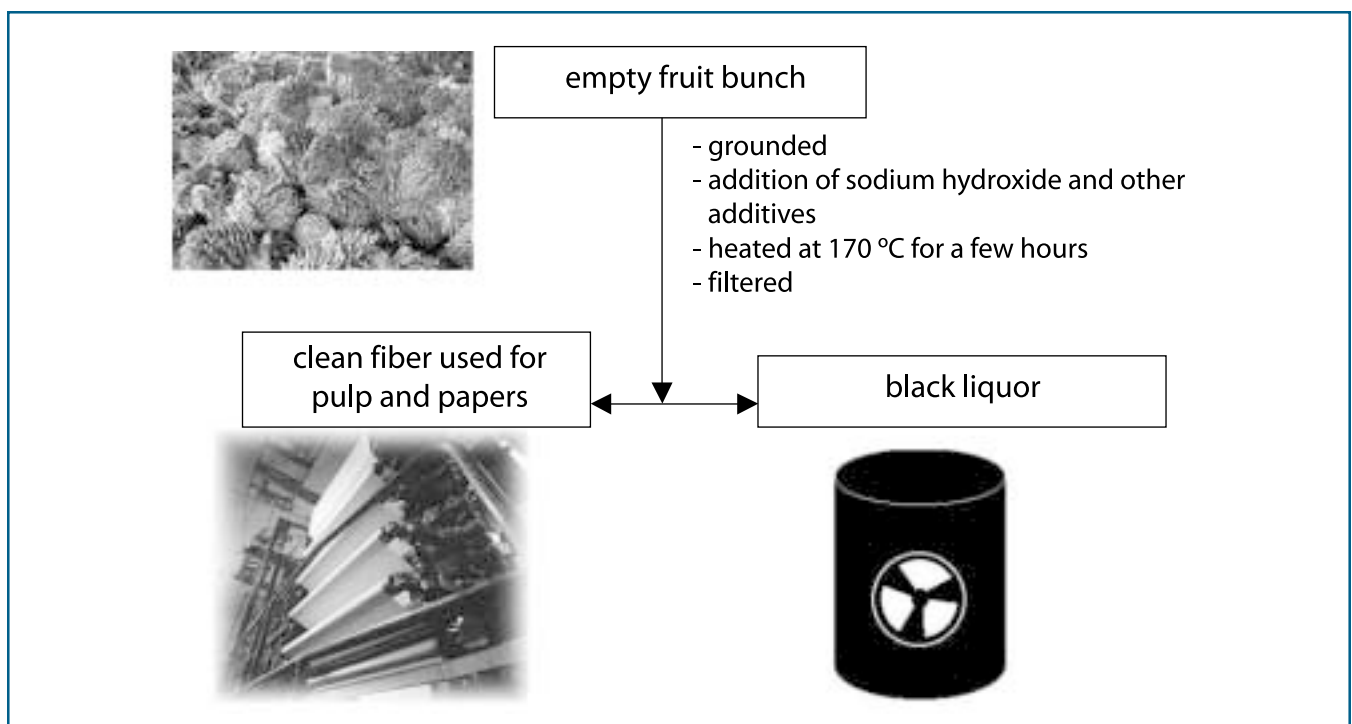 empty fruit bunch
- grounded
- addition of sodium hydroxide and other
additives
- heated at 170 ºC for a few hours
- filtered
clean fiber used for
pulp and papers
black liquor